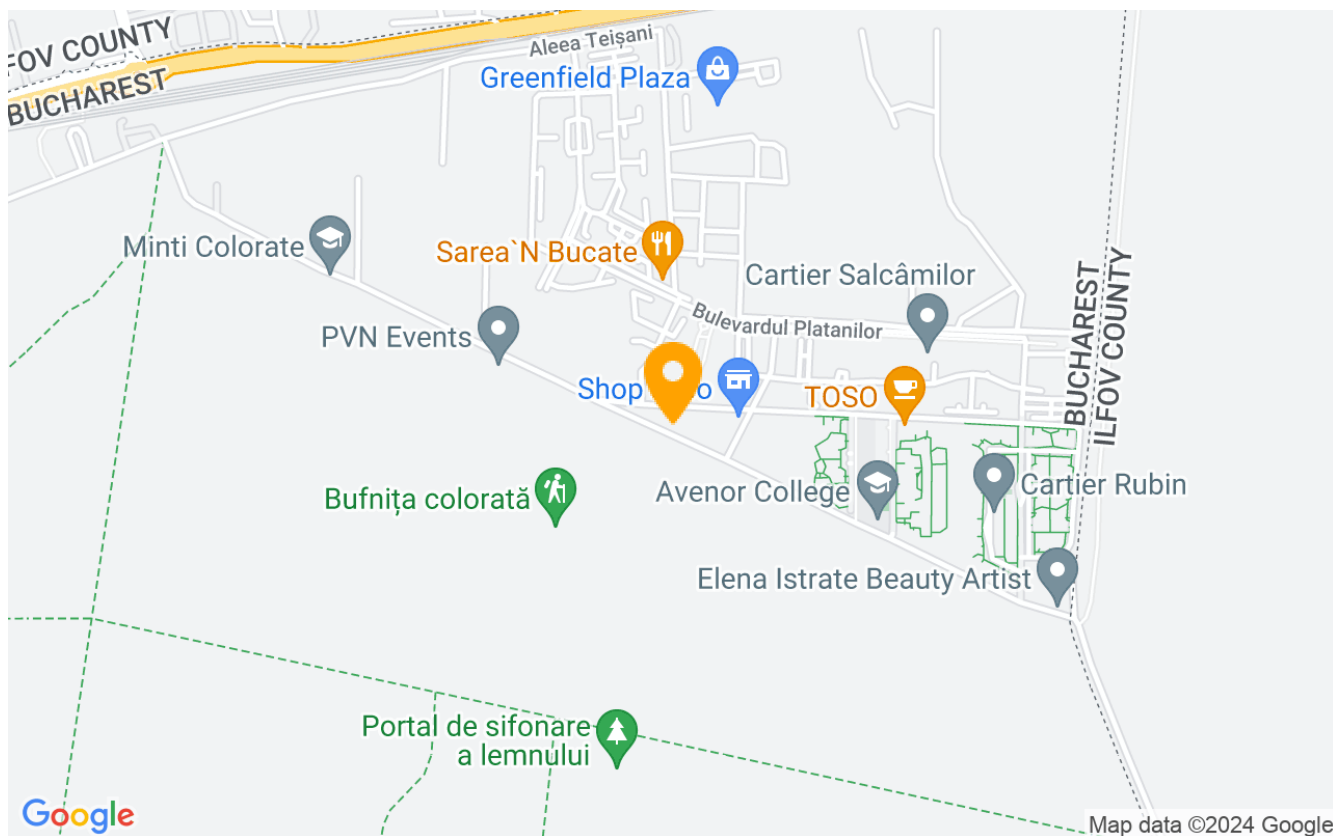 FOV COUNTY
BUCHAREST
Aleea Teișani
Greenfield Plaza
Minti Colorate
Sarea`N Bucate
Cartier Salcâmilor
PVN Events
Bulevardul Platanilor
BUCHAREST
ILFOV COUNTY
Shop
o
TOSO
Bufnița colorată
Avenor College
Cartier Rubin
Elena Istrate Beauty Artist
Portal de sifonare
a lemnului
Google
Map data ©2024 Google